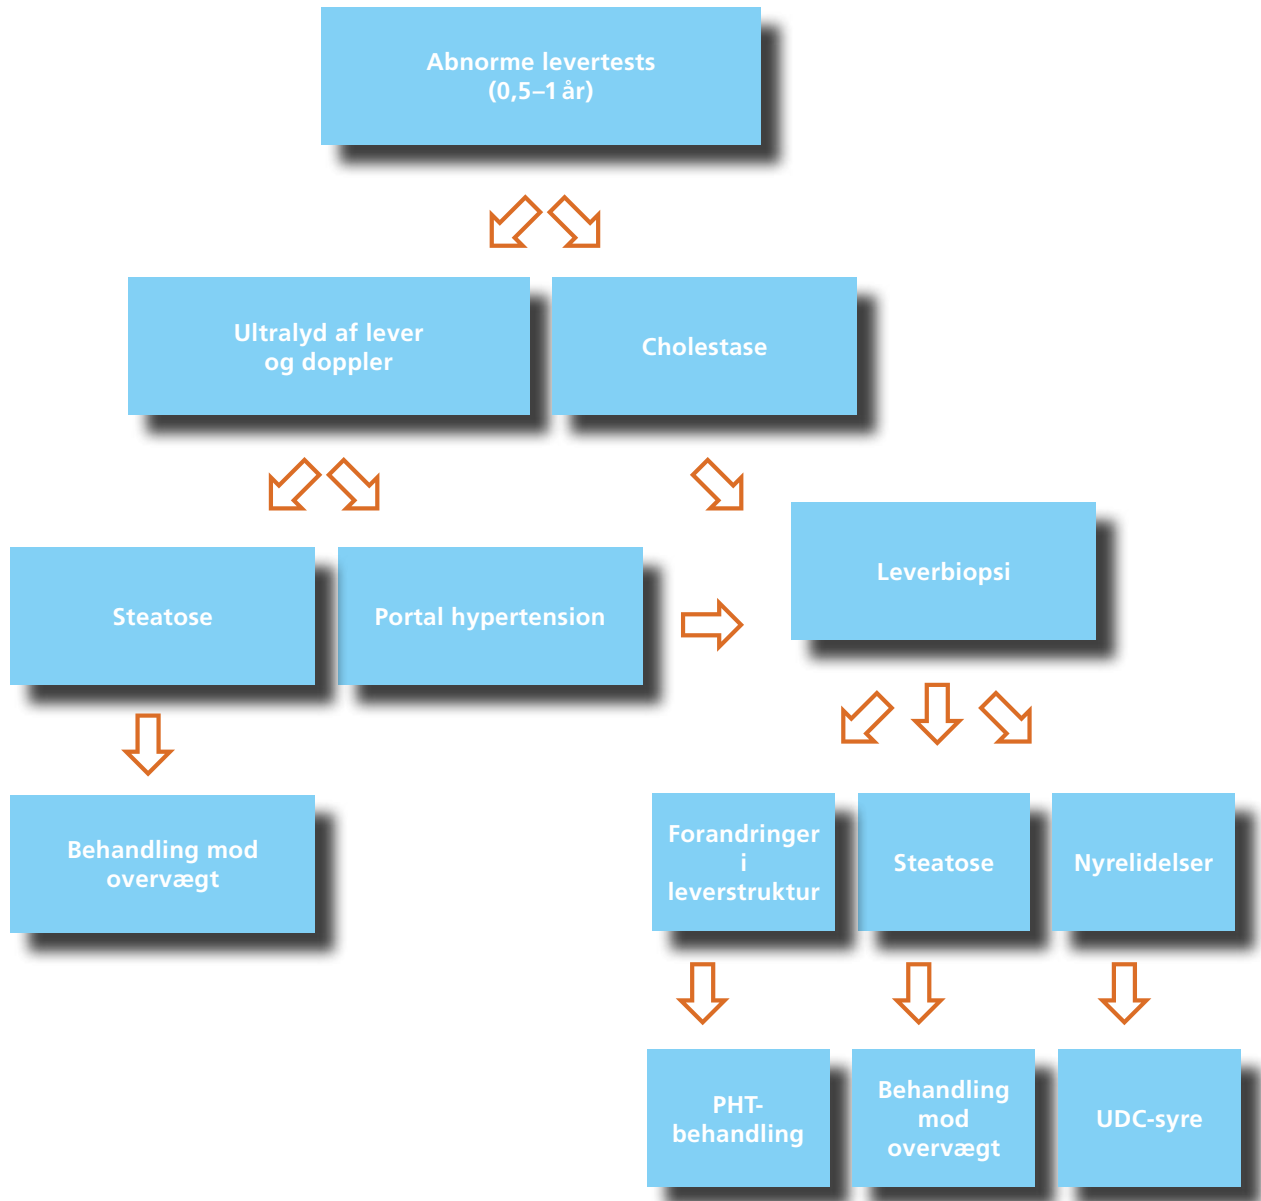 Abnorme levertests
(0,5–1 år)
Ultralyd af lever
og doppler
Cholestase
Steatose
Portal hypertension
Leverbiopsi
Behandling mod
overvægt
Forandringer
i
leverstruktur
Steatose
Nyrelidelser
PHT-
behandling
Behandling
mod
overvægt
UDC-syre